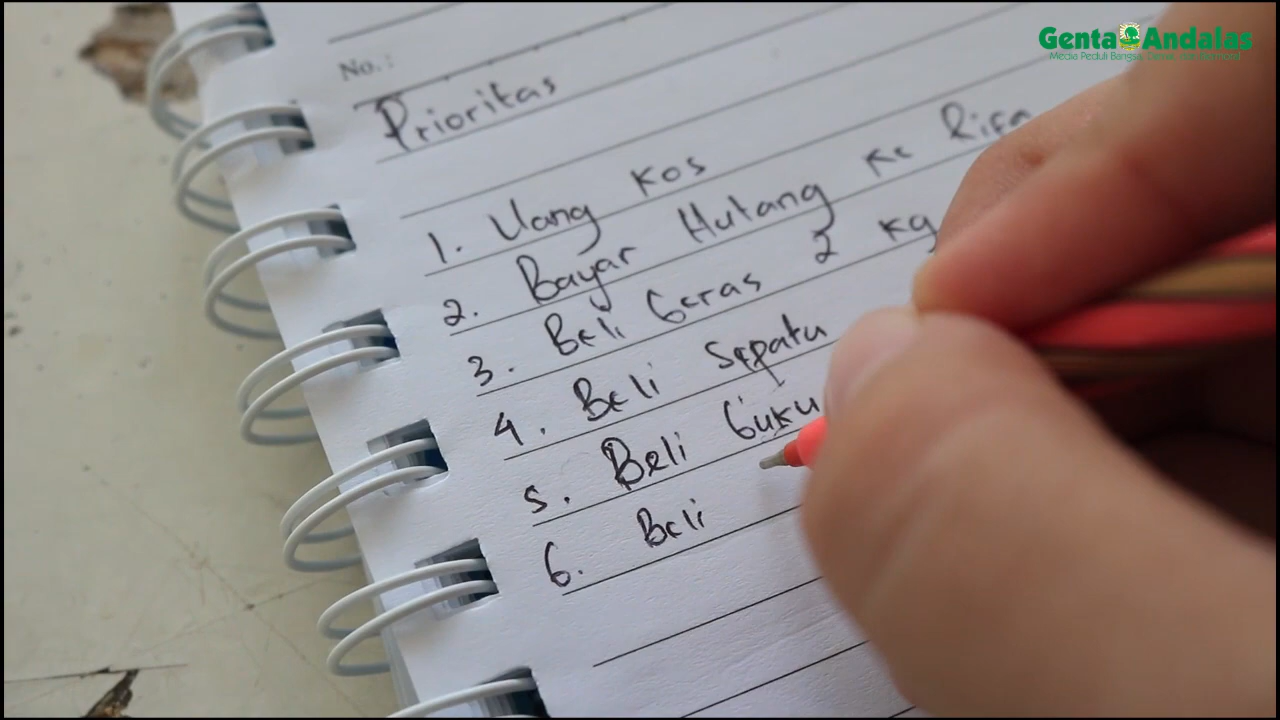 Genta Andalas
No.:
Prioritas
1. Uang Kos
2. Bayar Hutang Ke Rifa
3. Beli beras 2 kg
4. Beli Sepatu
5. Beli buku
6. Beli